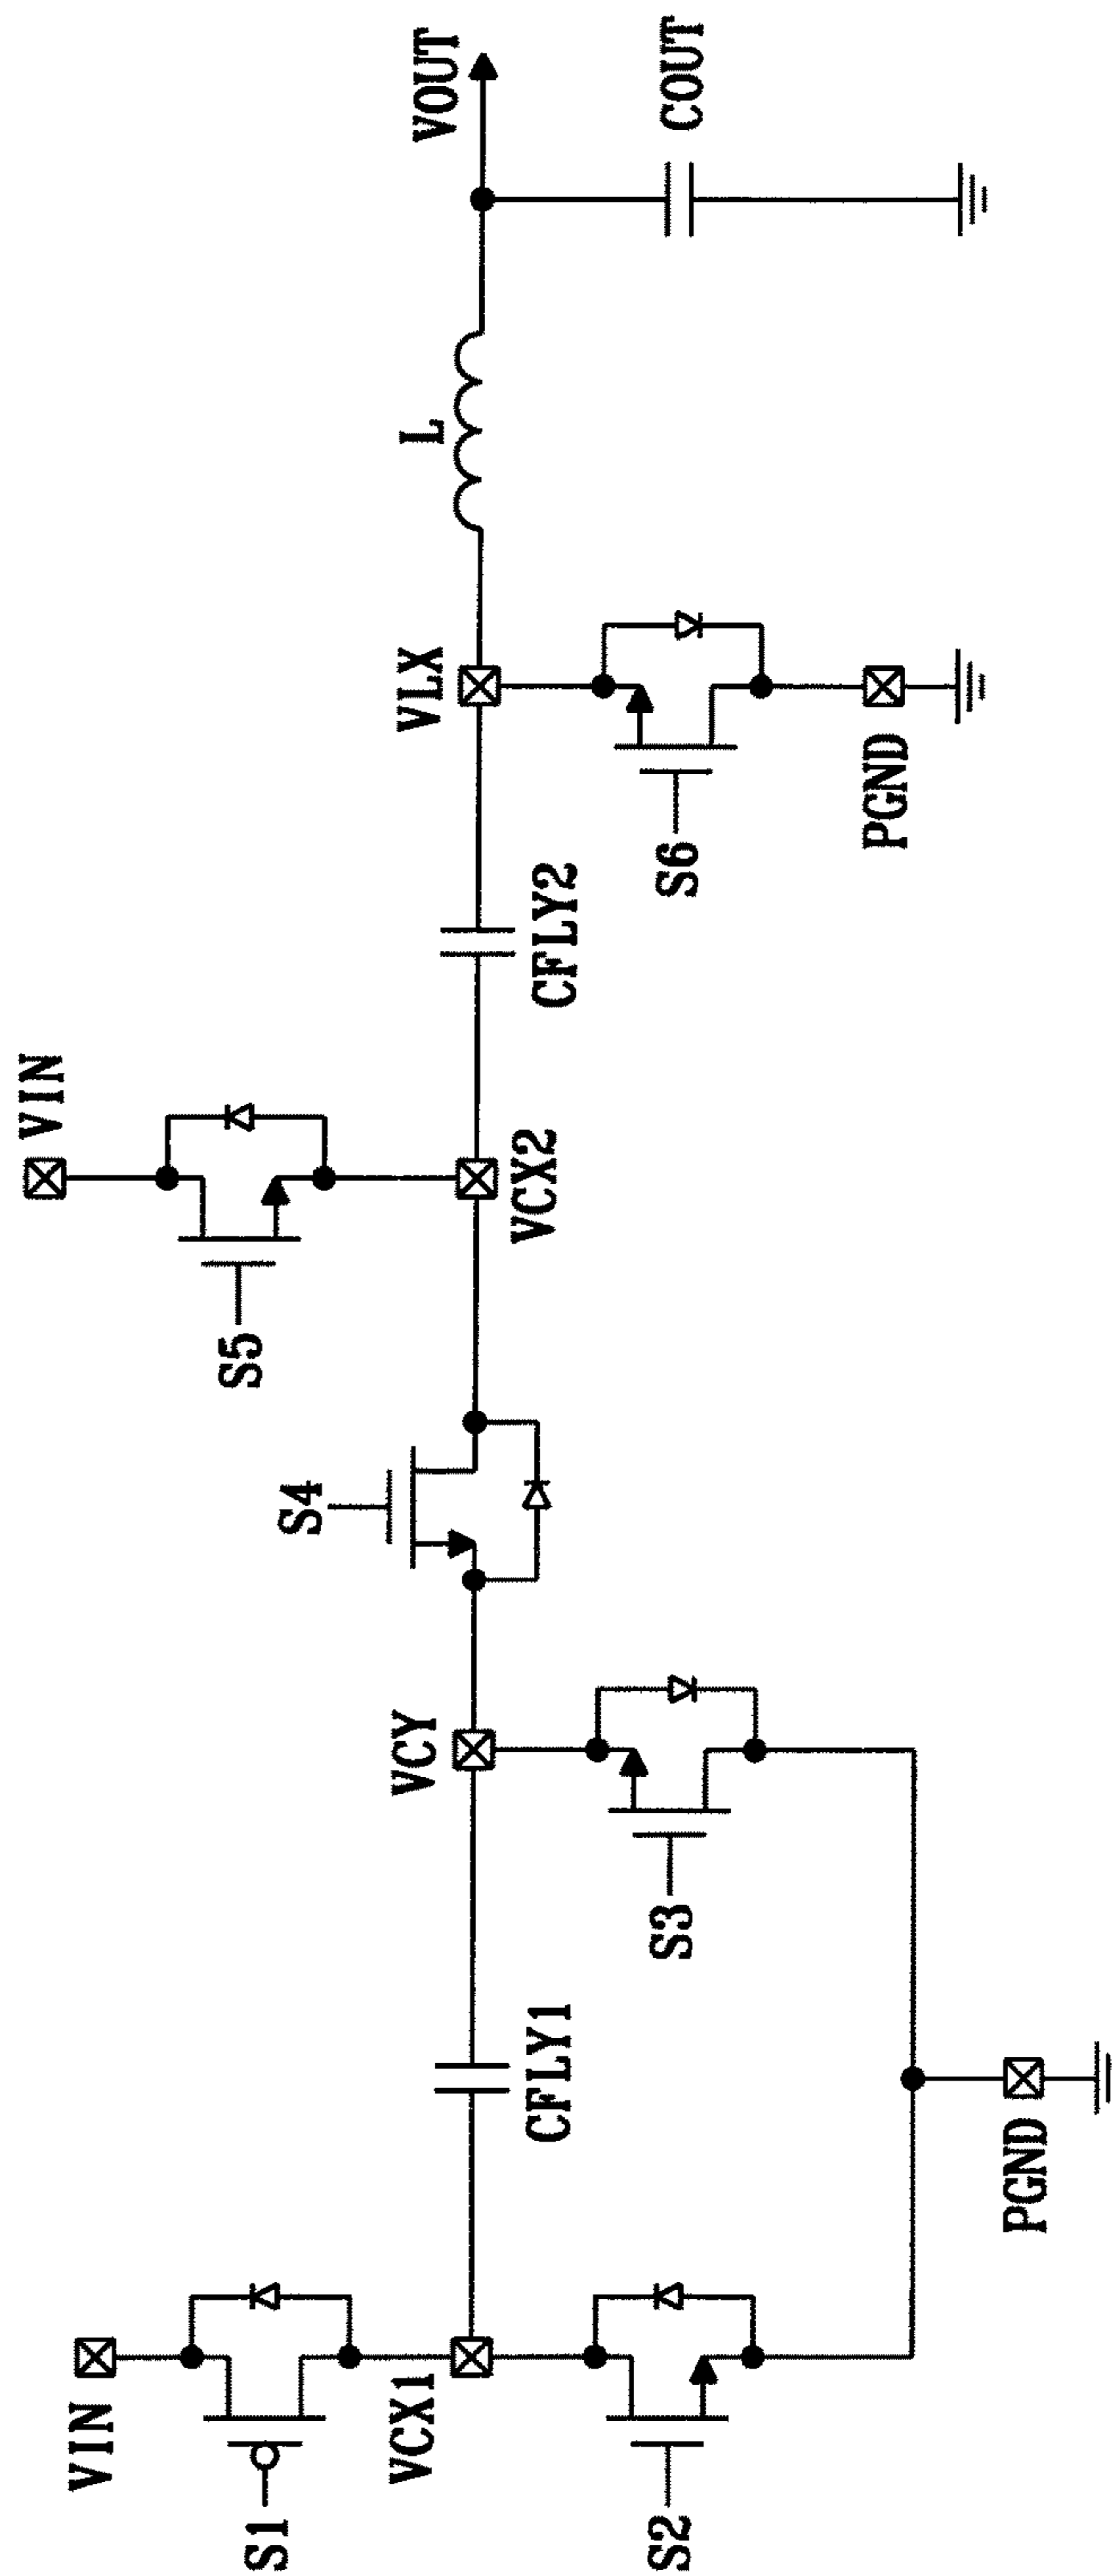 VIN
S1
VCX1
S2
CFLY1
PGND
VCY
S3
S4
VIN
S5
VCX2
CFLY2
VLX
S6
PGND
L
VOUT
COUT